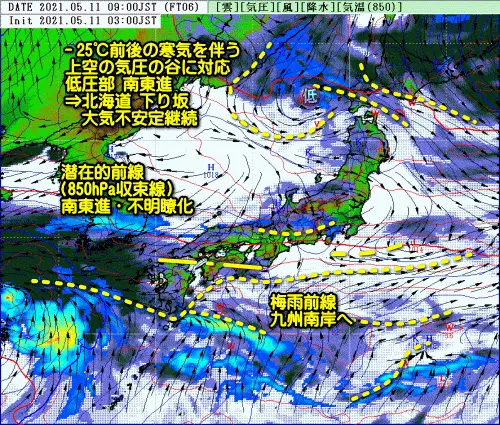 DATE 2021.05.11 09:00JST (FT06) [雲][気圧][風][降水][気温(850)]
Init 2021.05.11 03:00JST
－25℃前後の寒気を伴う
上空の気圧の谷に対応
低圧部 南東進
⇒北海道 下り坂
大気不安定継続
低
潜在的前線
(850hPa収束線)
南東進・不明瞭化
H
梅雨前線
九州南岸へ